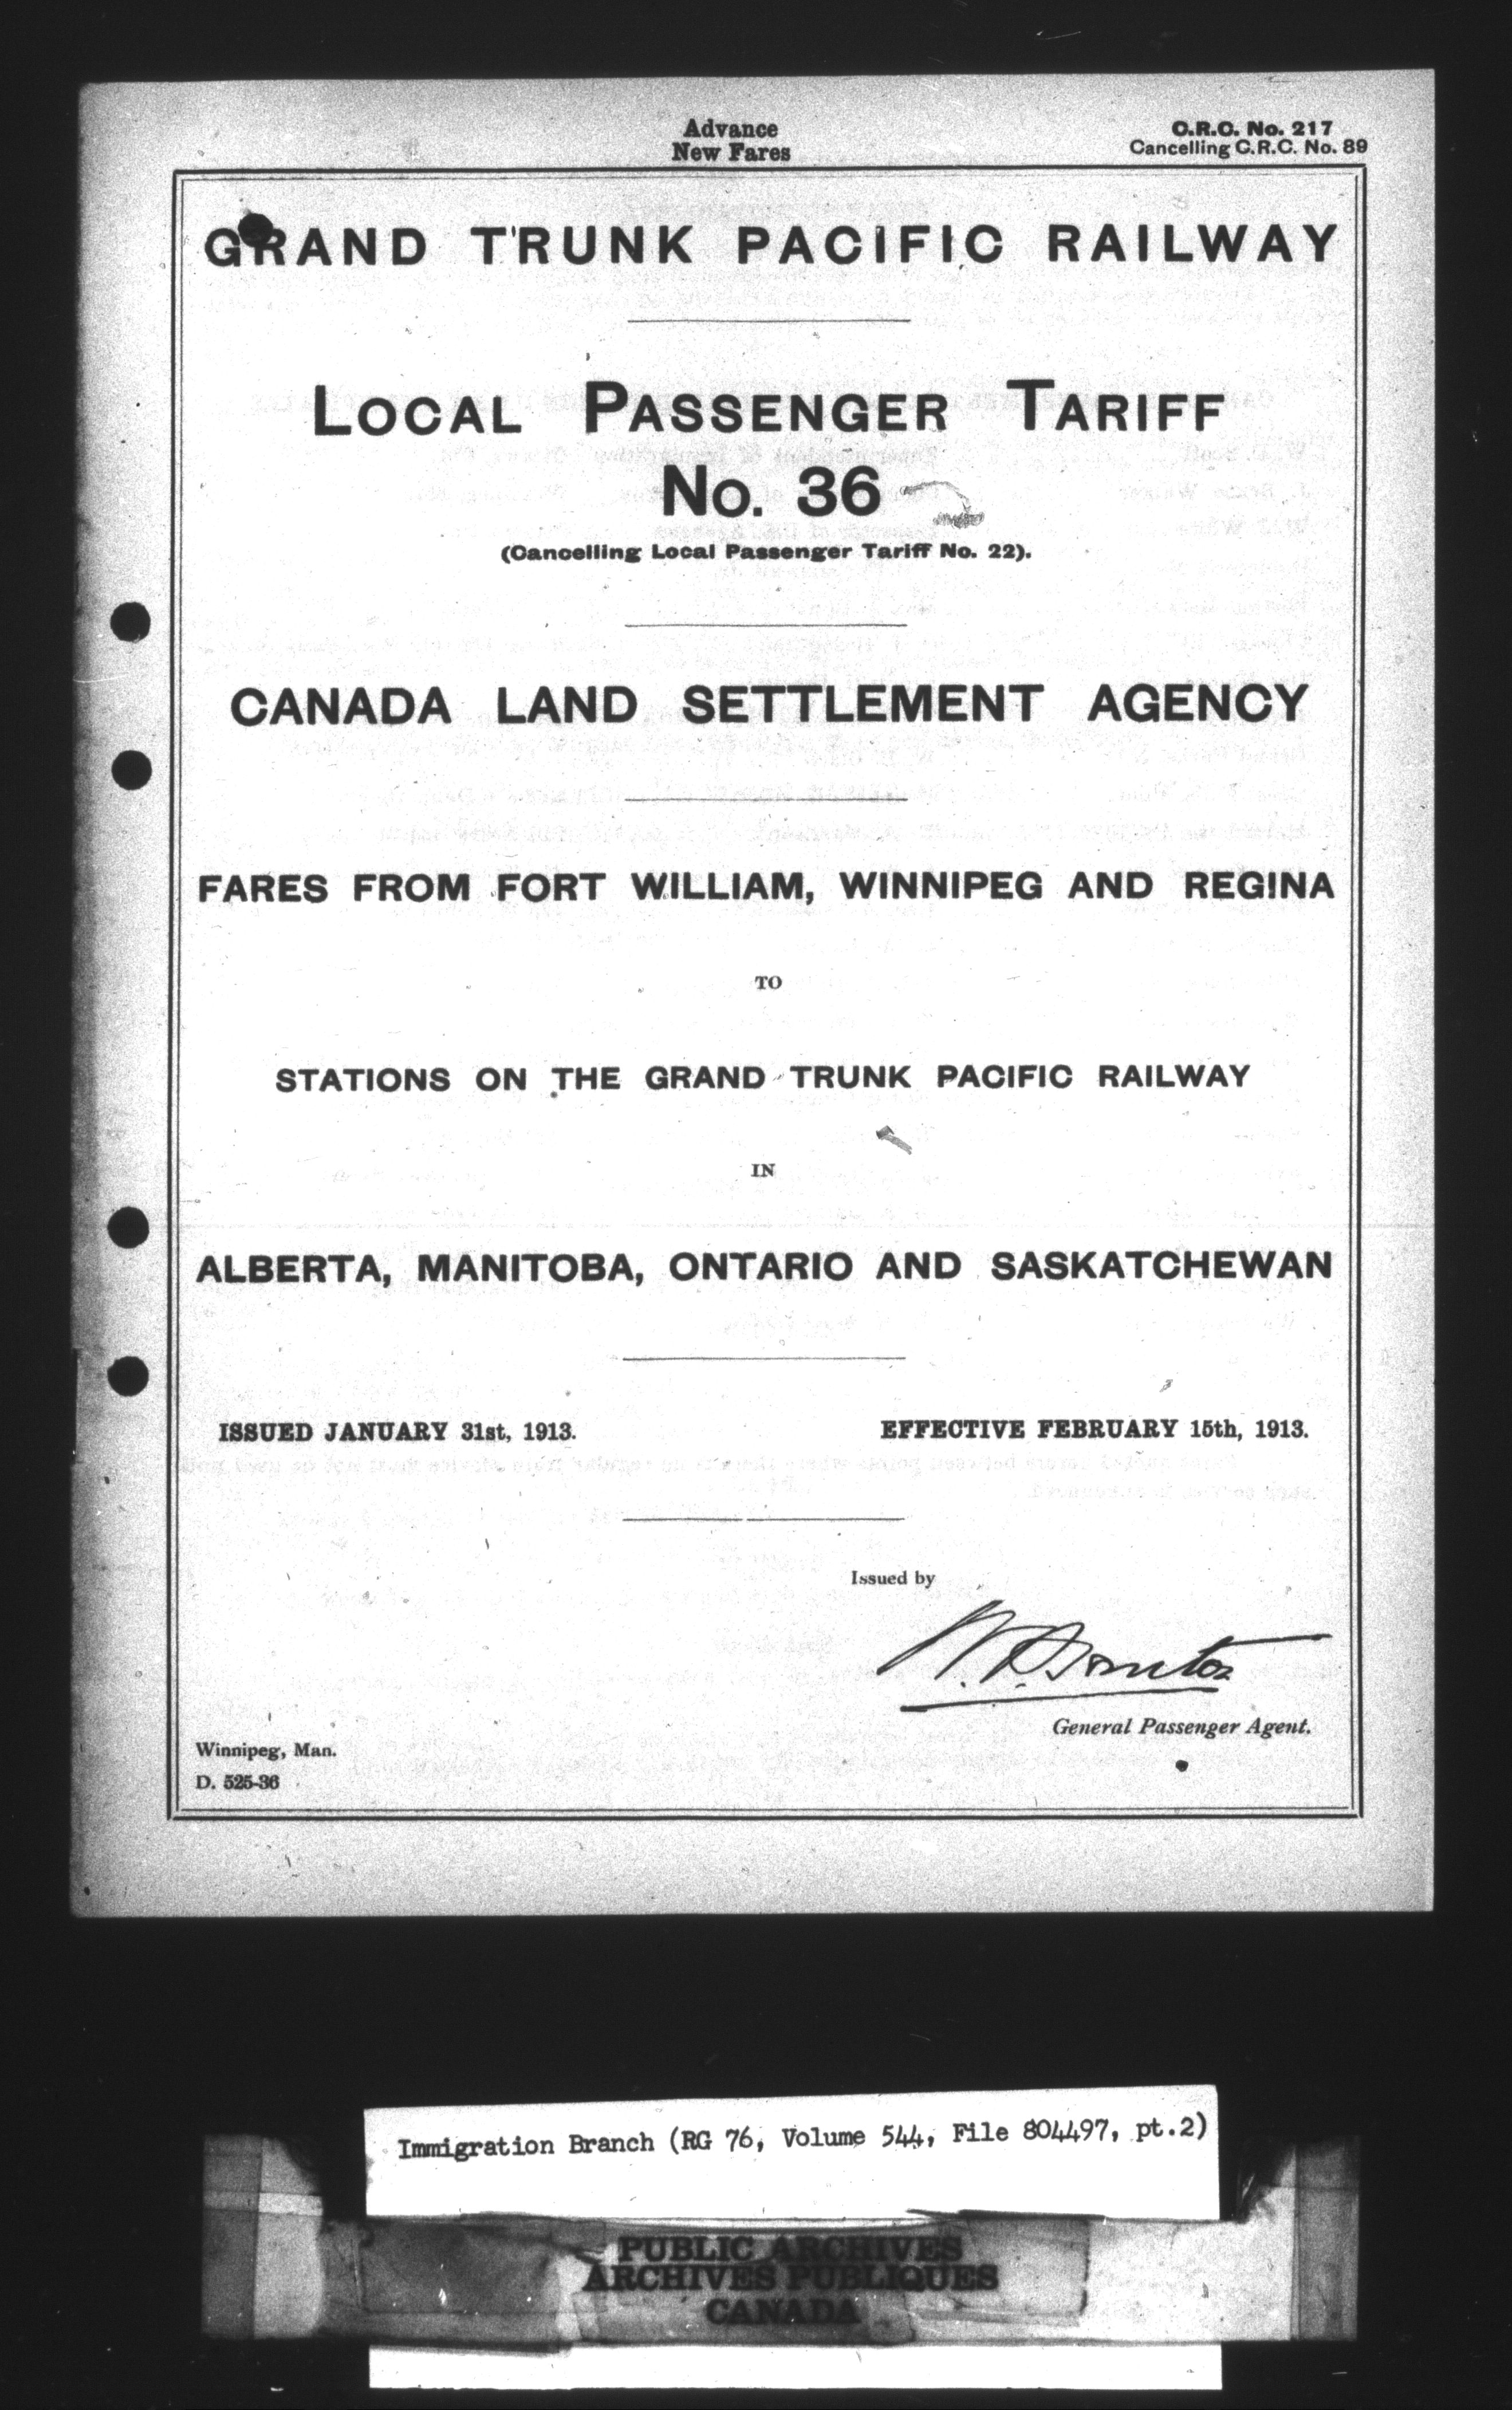 Advance
New Fares
C.R.C. No. 217
Cancelling C.R.C. No. 89
GRAND TRUNK PACIFIC RAILWAY
LOCAL PASSENGER TARIFF
No. 36
(Cancelling Local Passenger Tariff No. 22).
CANADA LAND SETTLEMENT AGENCY
FARES FROM FORT WILLIAM, WINNIPEG AND REGINA
TO
STATIONS ON THE GRAND TRUNK PACIFIC RAILWAY
IN
ALBERTA, MANITOBA, ONTARIO AND SASKATCHEWAN
ISSUED JANUARY 31st, 1913.
EFFECTIVE FEBRUARY 15th, 1913.
Issued by
General Passenger Agent.
Winnipeg, Man.
D. 525-36
Immigration Branch (RG 76, Volume 544, File 804497, pt.2)
PUBLIC ARCHIVES
ARCHIVES PUBLIQUES
CANADA